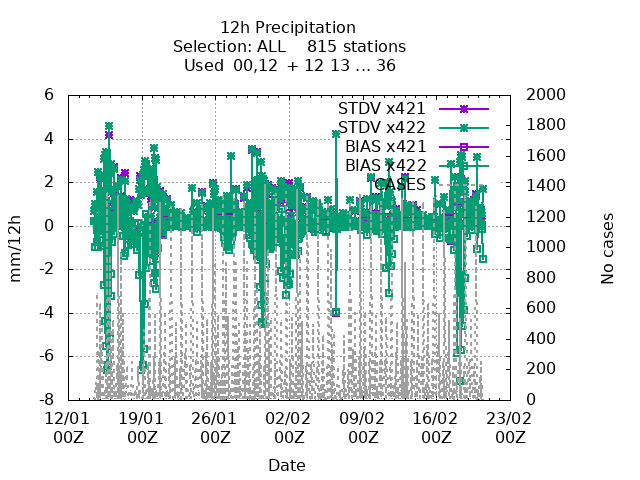 12h Precipitation
Selection: ALL 815 stations
Used 00,12 + 12 13 ... 36
STDV x421
STDV x422
BIAS x421
BIAS x422
CASES
6
4
2
0
-2
-4
-6
-8
mm/12h
2000
1800
1600
1400
1200
1000
800
600
400
200
0
No cases
12/01 19/01 26/01 02/02 09/02 16/02 23/02
00Z 00Z 00Z 00Z 00Z 00Z 00Z
Date